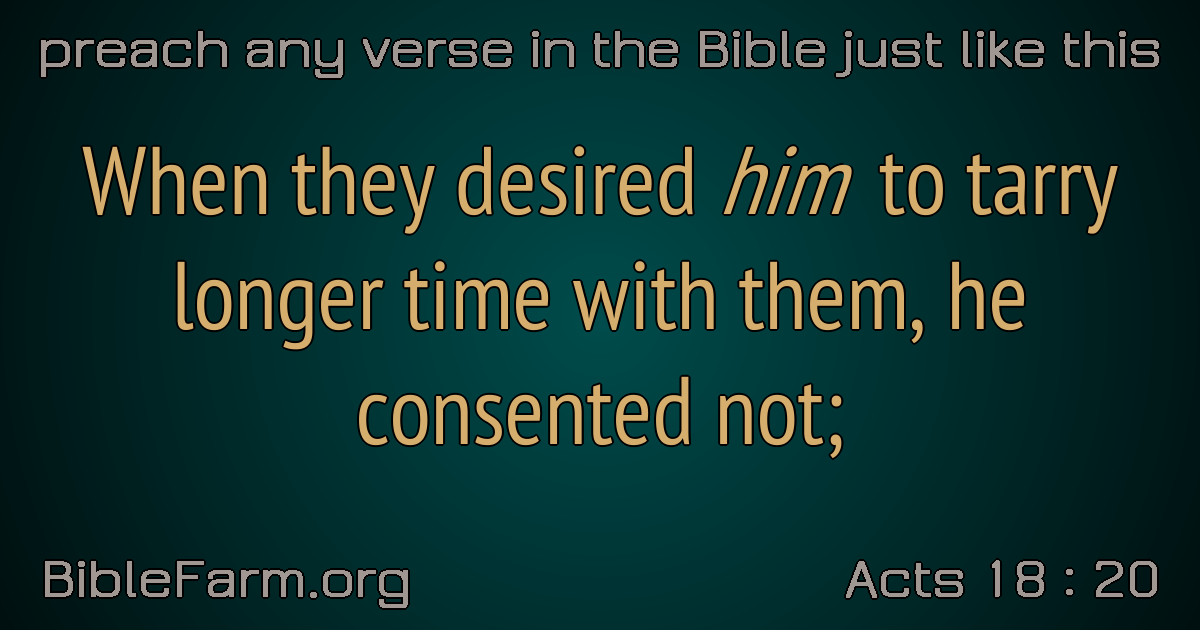 preach any verse in the Bible just like this
When they desired him to tarry
longer time with them, he
consented not;
BibleFarm.org
Acts 18 : 20